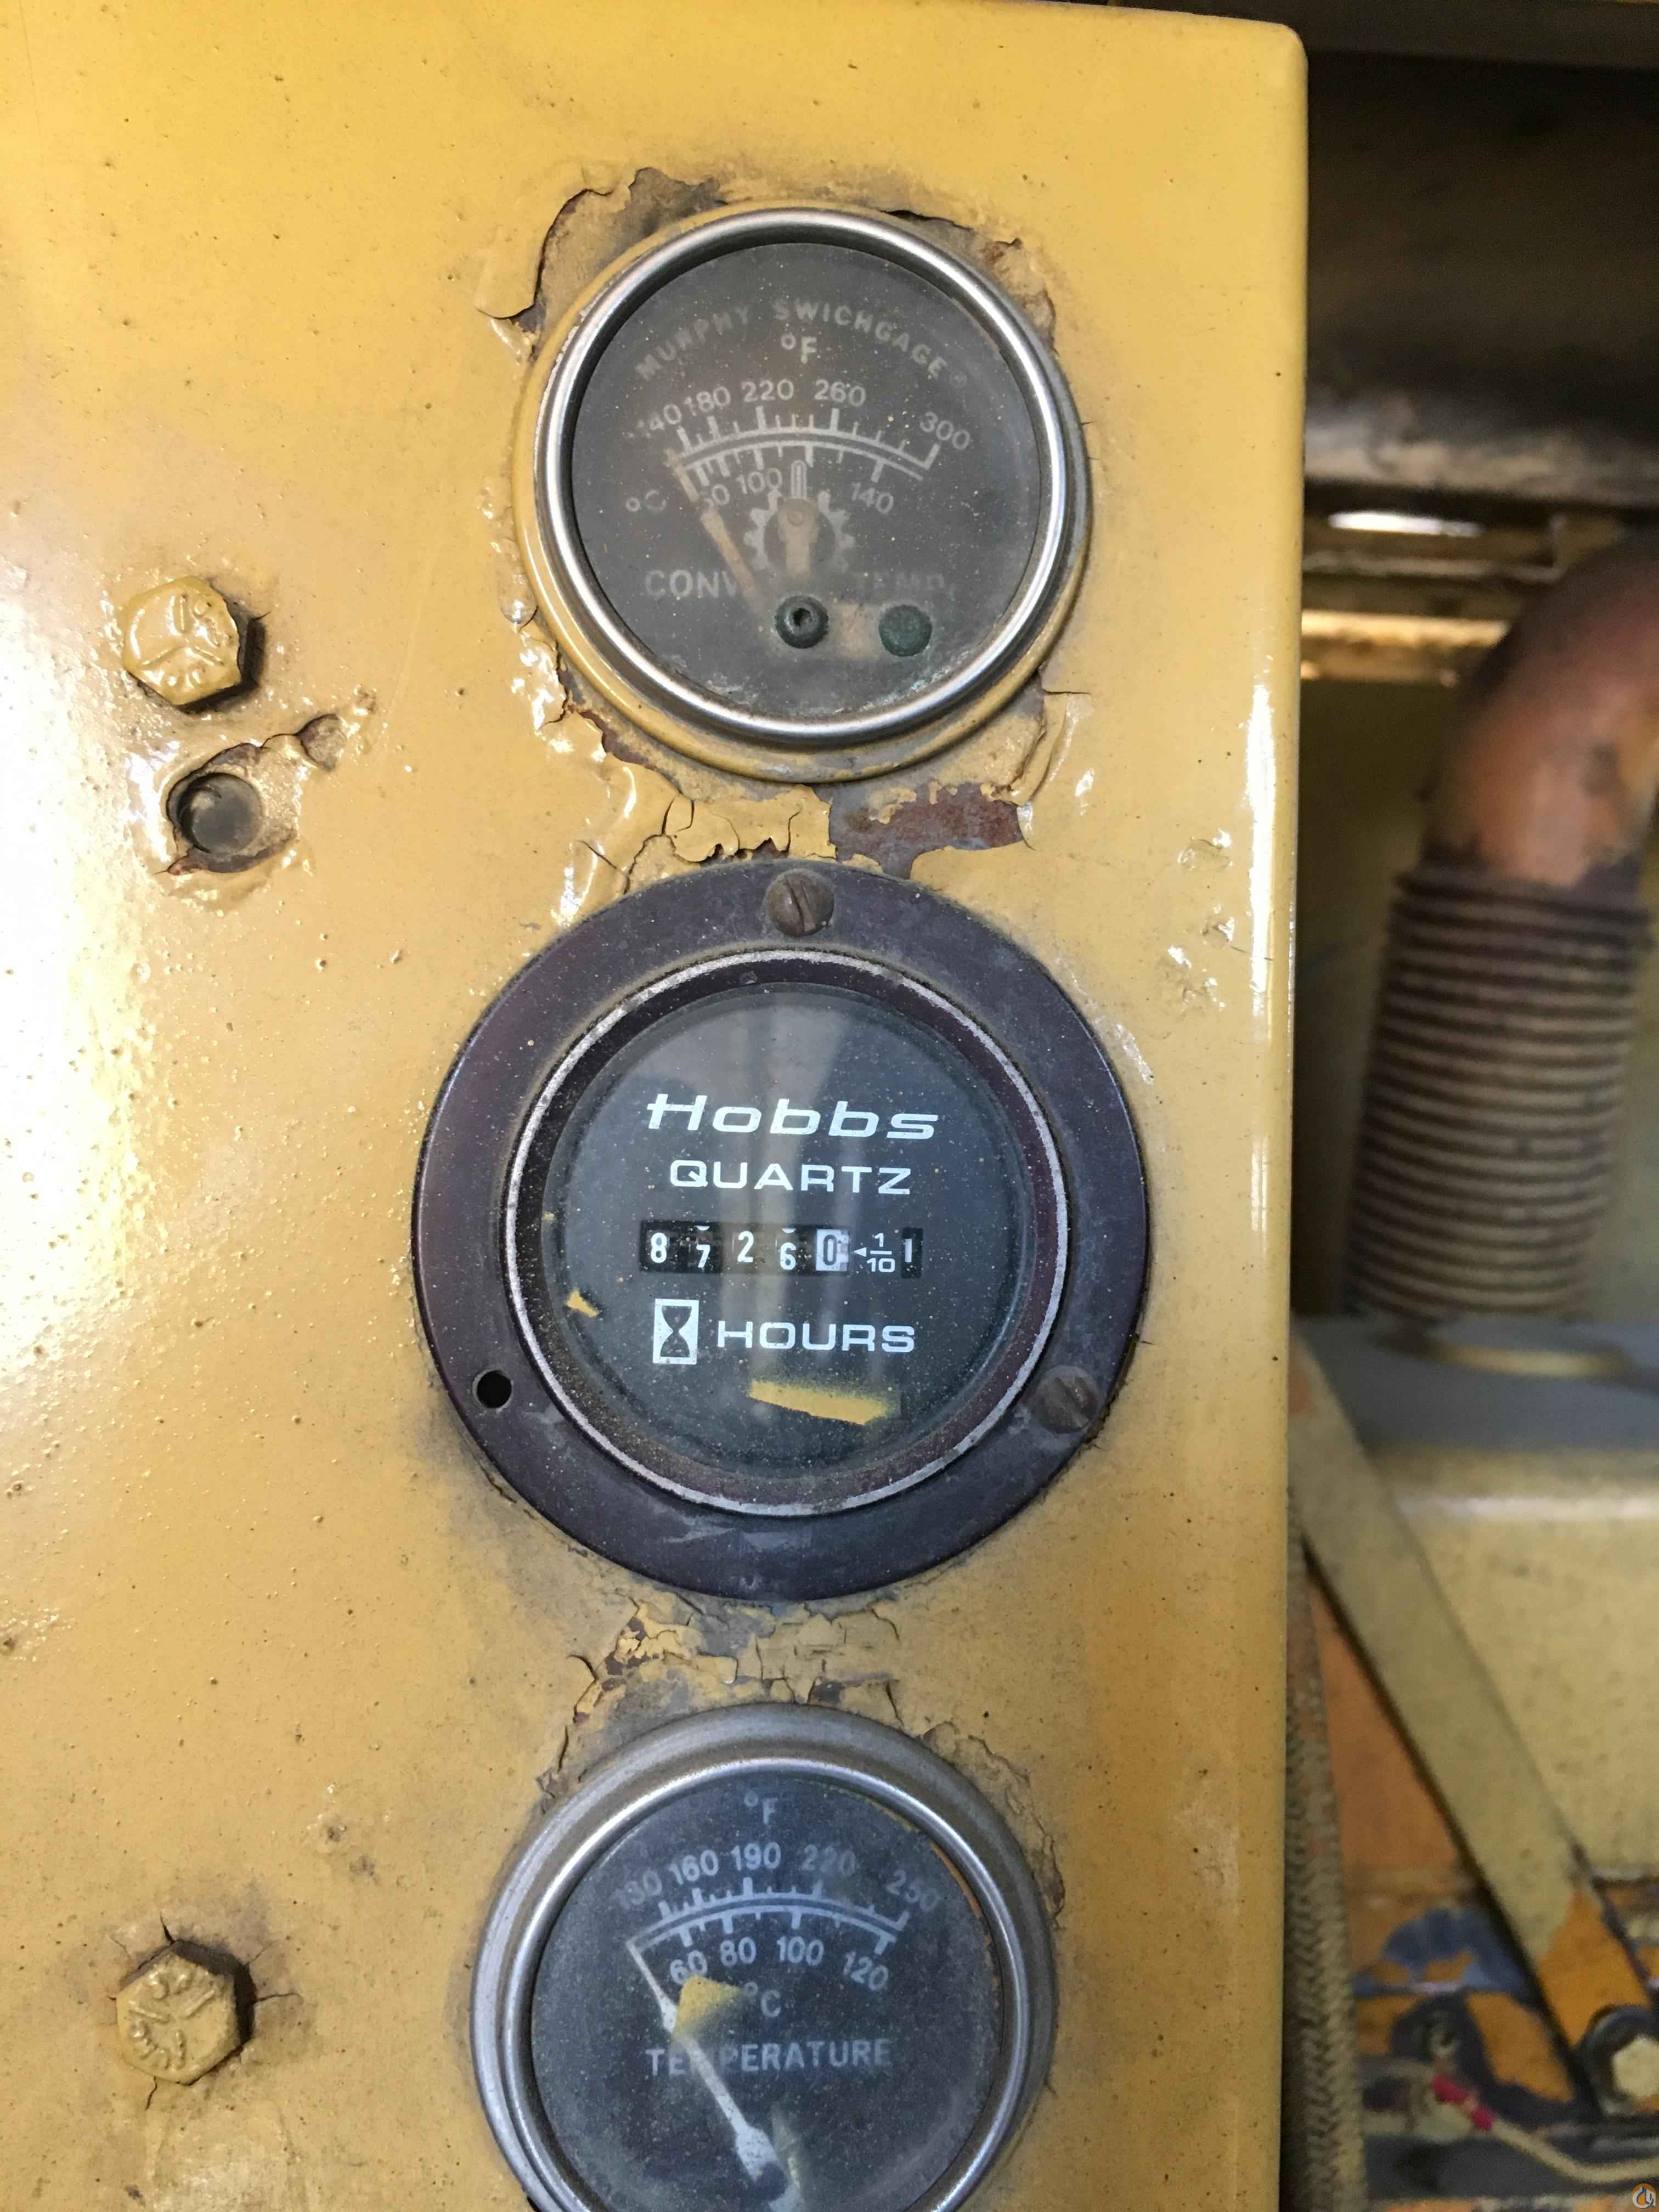 MURPHY SWICHGAGE®
°F
140 180 220 260 300
°C 100 140
CONV TEMP.
Hobbs
QUARTZ
8 7 2 6 0 ◄ 1/10 1
HOURS
°F
130 160 190 220 250
60 80 100 120
°C
TEMPERATURE